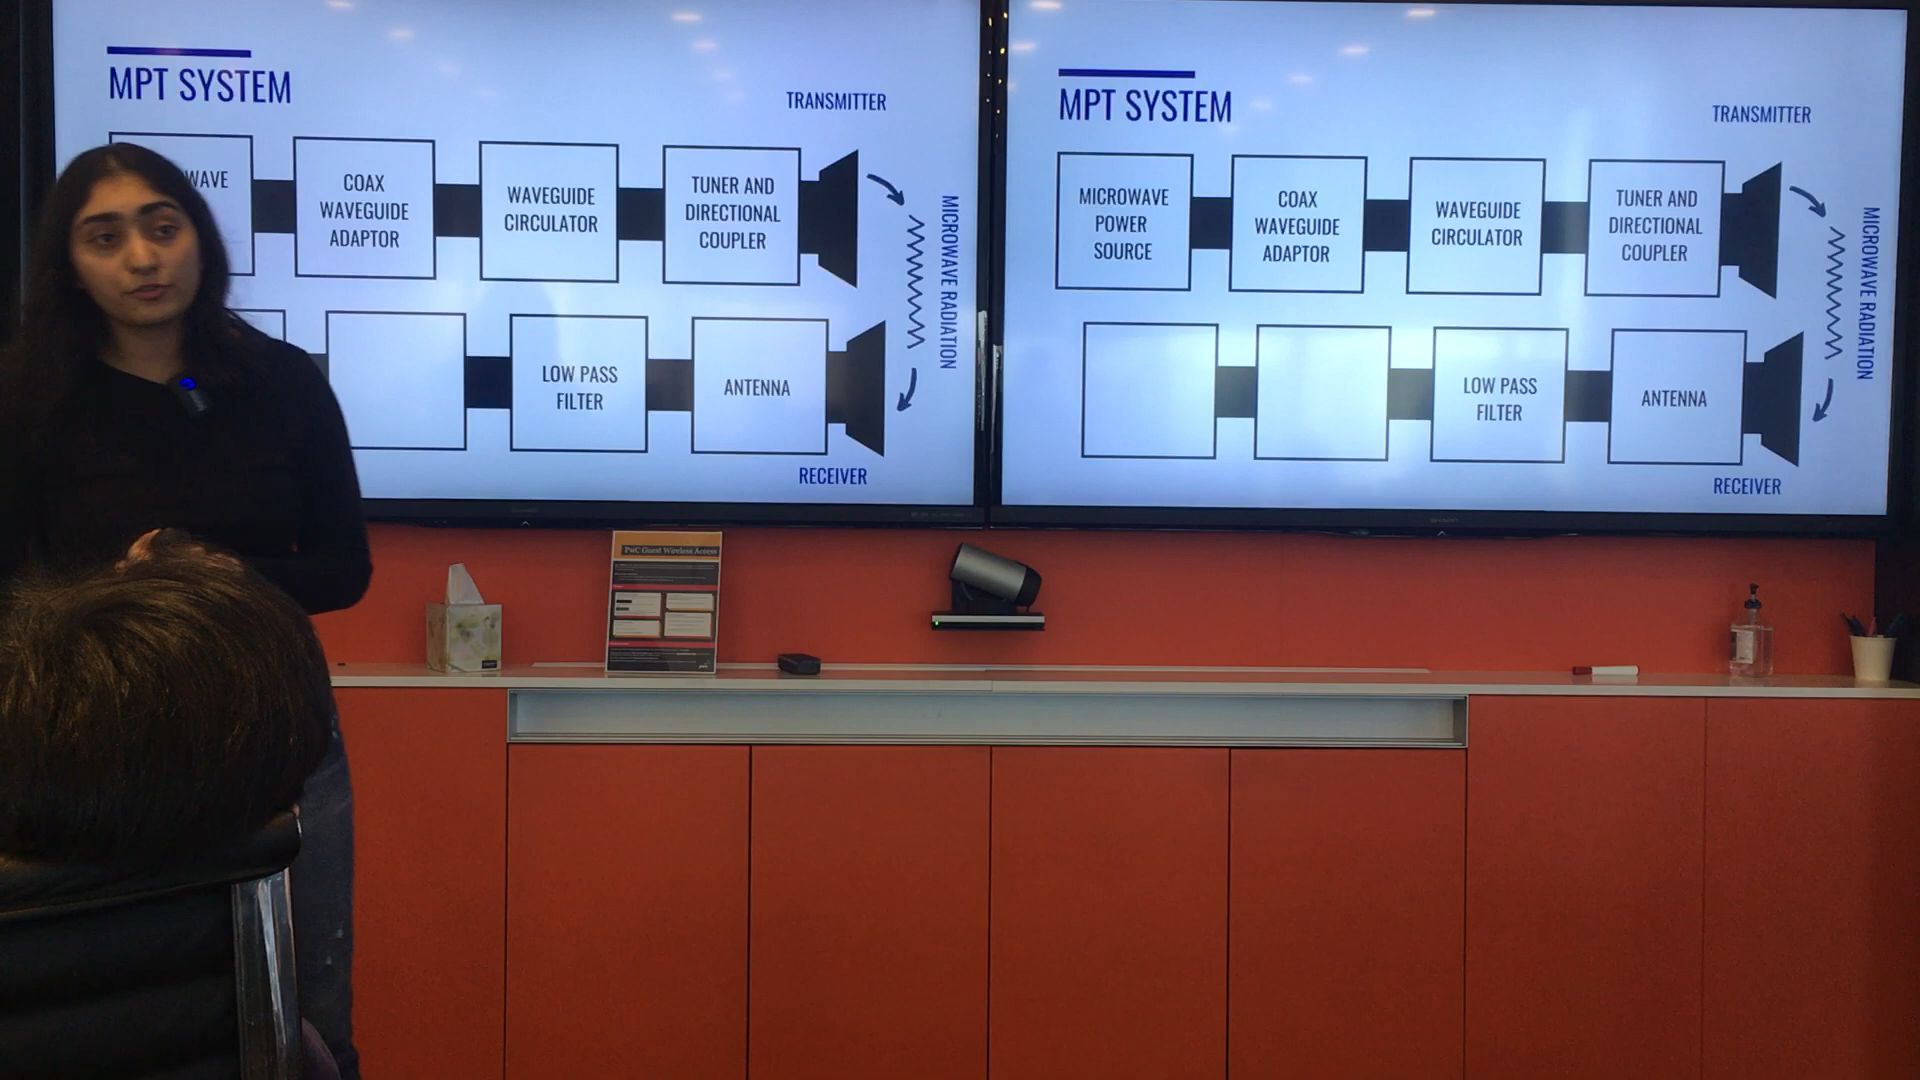 MPT SYSTEM
TRANSMITTER
WAVE
COAX
WAVEGUIDE
ADAPTOR
WAVEGUIDE
CIRCULATOR
TUNER AND
DIRECTIONAL
COUPLER
MICROWAVE RADIATION
LOW PASS
FILTER
ANTENNA
RECEIVER
MPT SYSTEM
TRANSMITTER
MICROWAVE
POWER
SOURCE
COAX
WAVEGUIDE
ADAPTOR
WAVEGUIDE
CIRCULATOR
TUNER AND
DIRECTIONAL
COUPLER
MICROWAVE RADIATION
LOW PASS
FILTER
ANTENNA
RECEIVER
PwC Guest Wireless Access
pwc